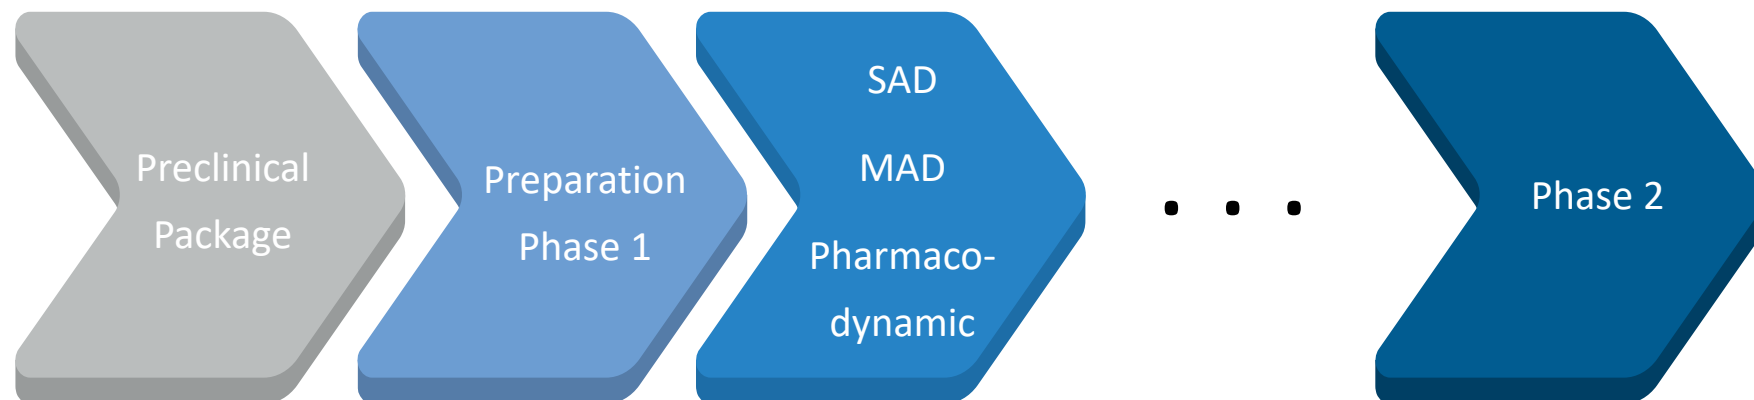 Preclinical
Package
Preparation
Phase 1
SAD
MAD
Pharmaco-
dynamic
. . .
Phase 2